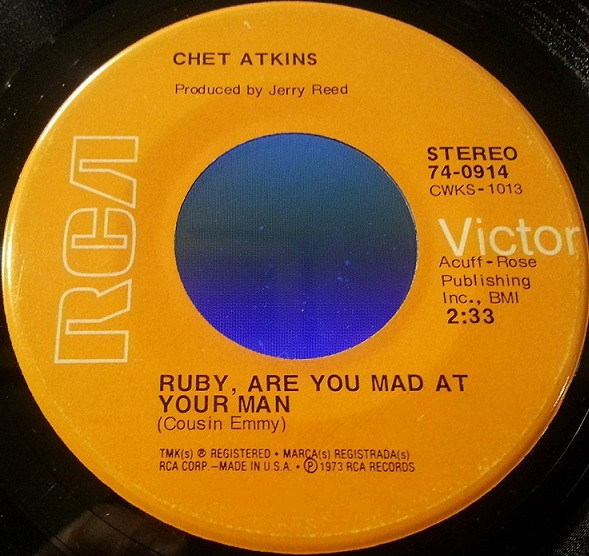 CHET ATKINS
Produced by Jerry Reed
RCA
STEREO
74-0914
CWKS-1013
Victor
Acuff-Rose
Publishing
Inc., BMI
2:33
RUBY, ARE YOU MAD AT
YOUR MAN
(Cousin Emmy)
TMK(s) ® REGISTERED • MARCA(s) REGISTRADA(s)
RCA CORP.–MADE IN U.S.A. • ℗ 1973 RCA RECORDS